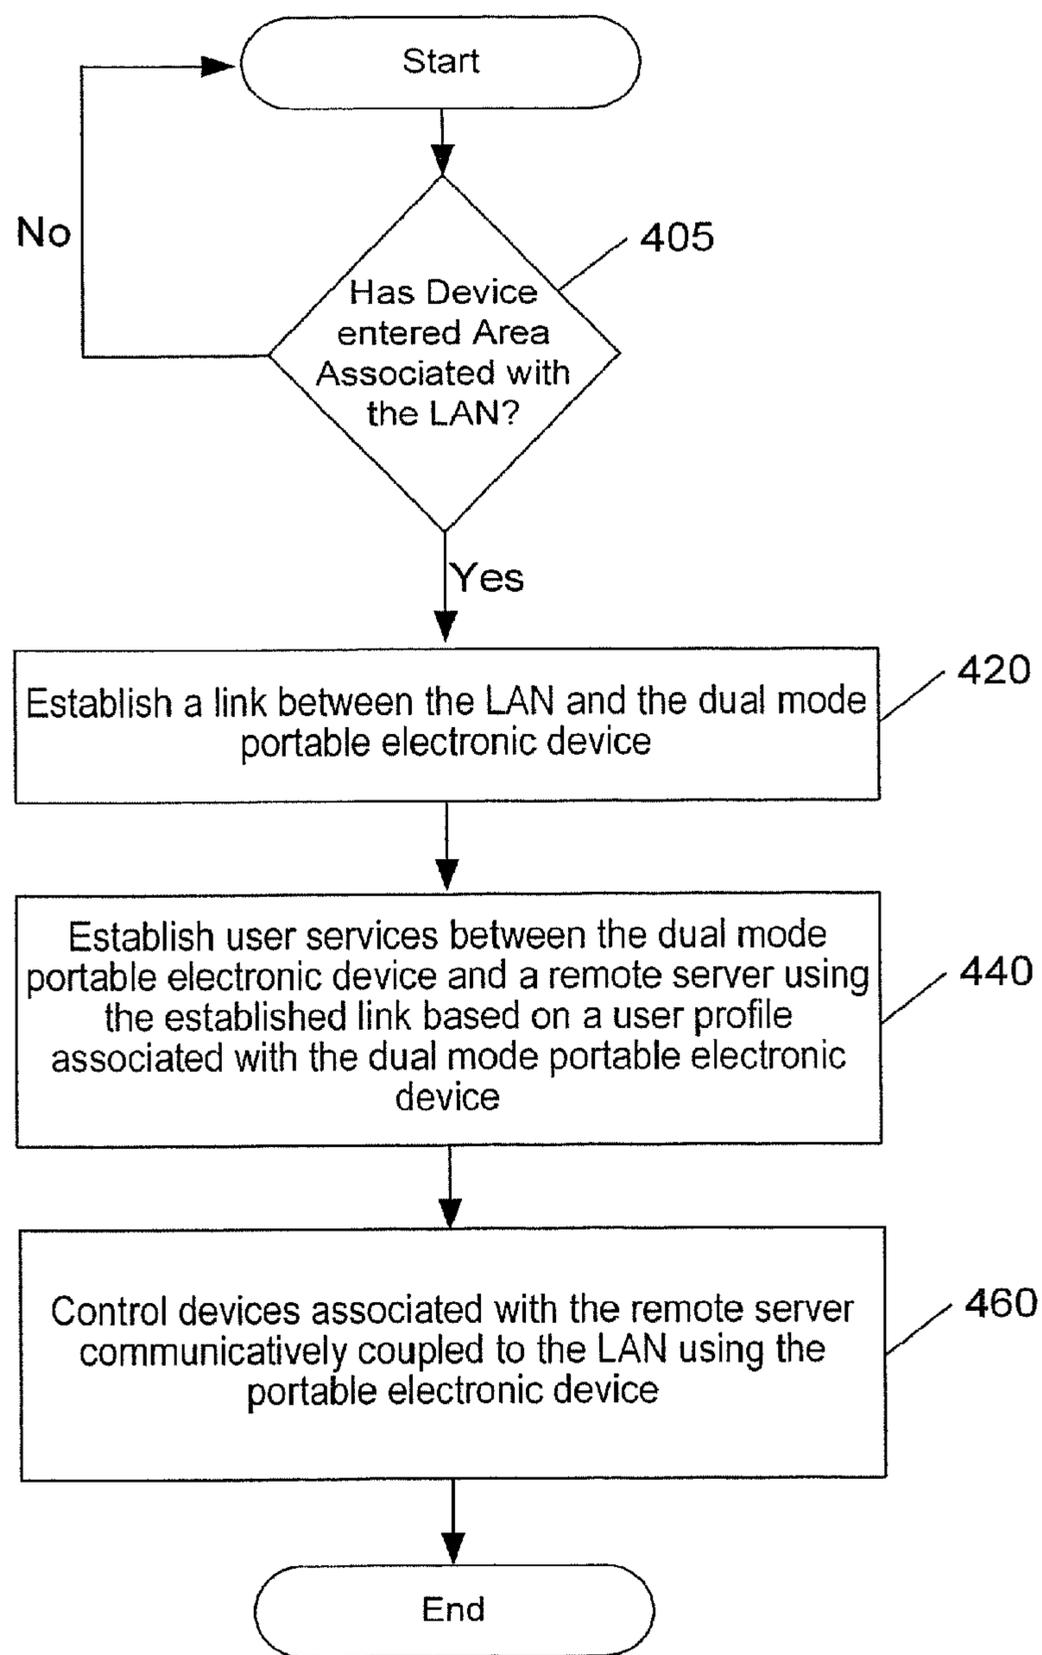 Start
No
405
Has Device
entered Area
Associated with
the LAN?
Yes
420
Establish a link between the LAN and the dual mode
portable electronic device
Establish user services between the dual mode
portable electronic device and a remote server using
the established link based on a user profile
associated with the dual mode portable electronic
device
440
Control devices associated with the remote server
communicatively coupled to the LAN using the
portable electronic device
460
End